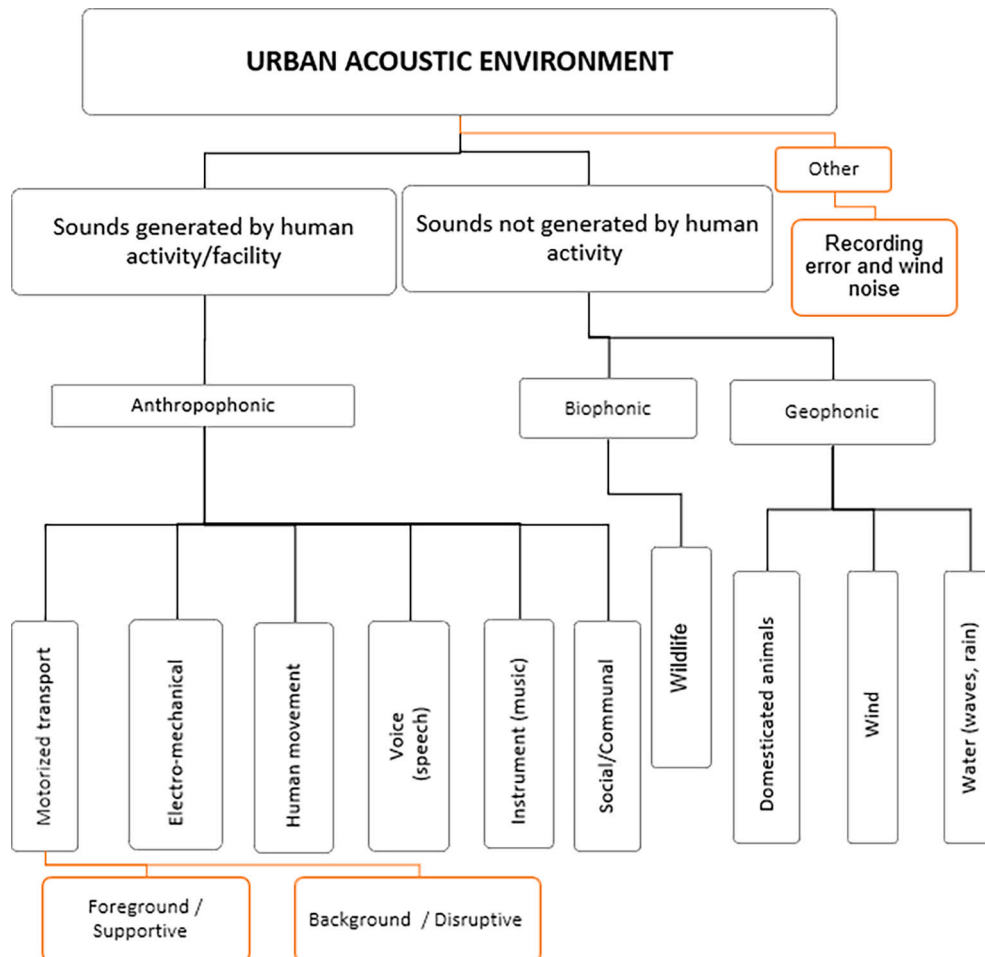 URBAN ACOUSTIC ENVIRONMENT
Other
Sounds generated by human
activity/facility
Sounds not generated by human
activity
Recording
error and wind
noise
Anthropophonic
Biophonic
Geophonic
Motorized transport
Electro-mechanical
Human movement
Voice
(speech)
Instrument (music)
Social/Communal
Wildlife
Domesticated animals
Wind
Water (waves, rain)
Foreground /
Supportive
Background / Disruptive